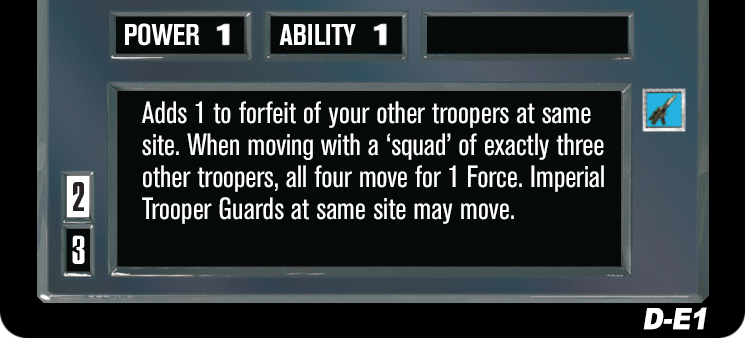 POWER 1 ABILITY 1
Adds 1 to forfeit of your other troopers at same
site. When moving with a ‘squad’ of exactly three
other troopers, all four move for 1 Force. Imperial
Trooper Guards at same site may move.
2
3
D-E1